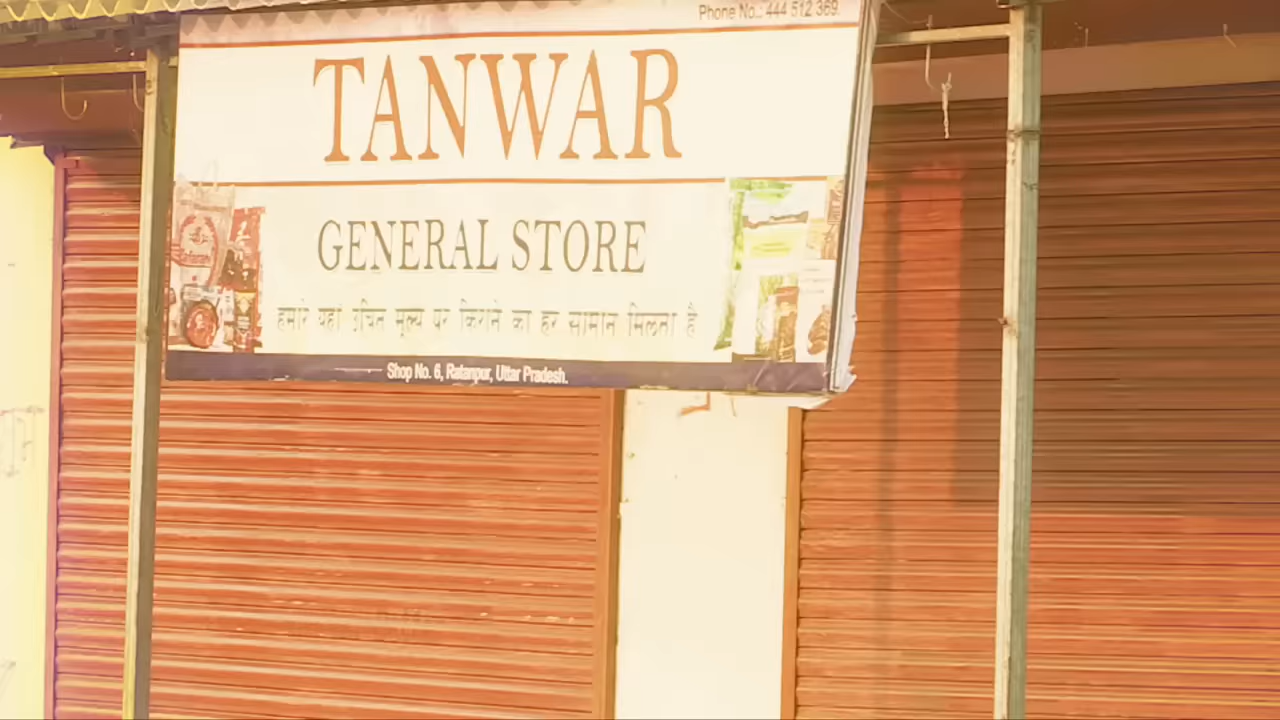 Phone No.: 444 512 369
TANWAR
GENERAL STORE
हमारे यहां उचित मूल्य पर किराने का हर सामान मिलता है
Shop No. 6, Ratanpur, Uttar Pradesh.